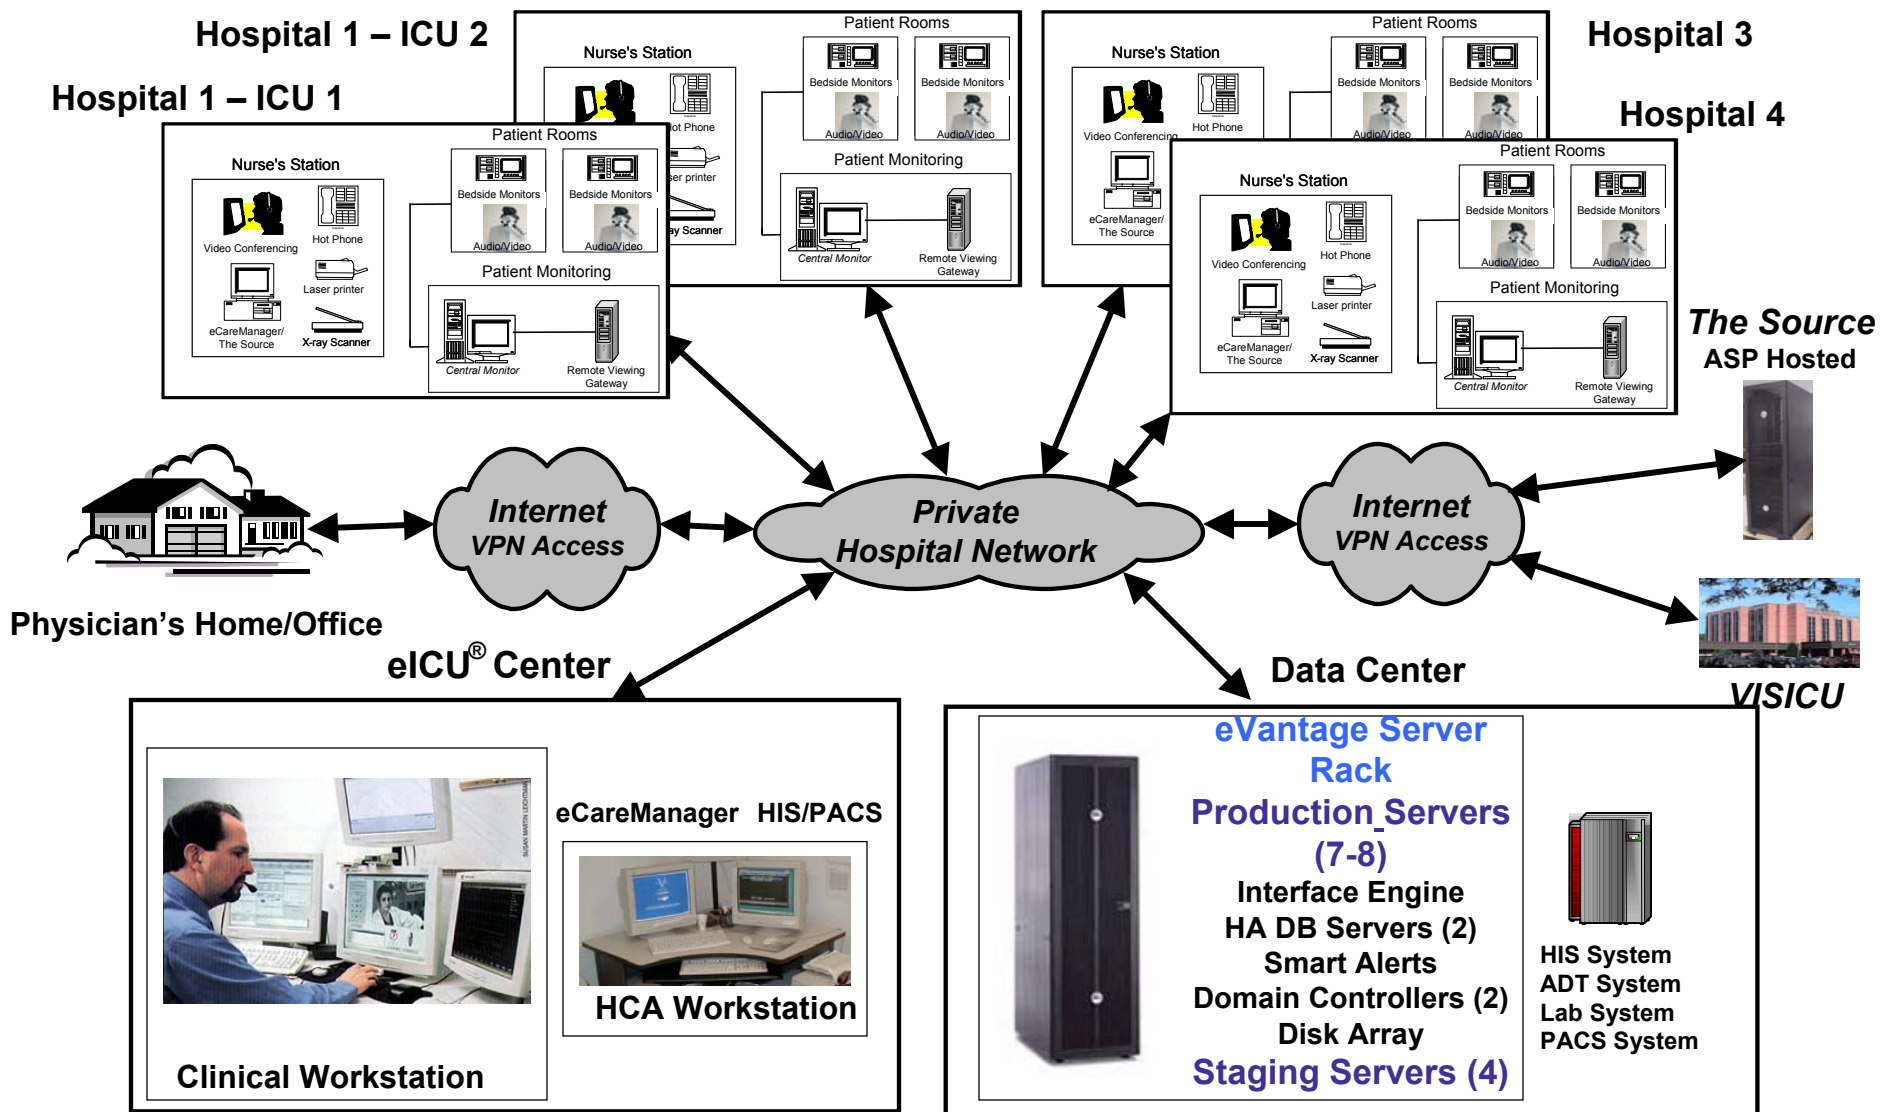 Hospital 1 – ICU 2
Patient Rooms
Nurse's Station
Bedside Monitors
Bedside Monitors
Hot Phone
Audio/Video
Audio/Video
Patient Monitoring
Central Monitor
Remote Viewing
Gateway
Hospital 3
Patient Rooms
Nurse's Station
Bedside Monitors
Bedside Monitors
Video Conferencing
Hot Phone
Audio/Video
Audio/Video
eCareManager/
The Source
Hospital 1 – ICU 1
Patient Rooms
Nurse's Station
Bedside Monitors
Bedside Monitors
Video Conferencing
Hot Phone
Audio/Video
Audio/Video
Patient Monitoring
Laser printer
eCareManager/
The Source
X-ray Scanner
Central Monitor
Remote Viewing
Gateway
Hospital 4
Patient Rooms
Nurse's Station
Bedside Monitors
Bedside Monitors
Video Conferencing
Hot Phone
Audio/Video
Audio/Video
Patient Monitoring
Laser printer
eCareManager/
The Source
X-ray Scanner
Central Monitor
Remote Viewing
Gateway
The Source
ASP Hosted
Physician’s Home/Office
Internet
VPN Access
Private
Hospital Network
Internet
VPN Access
VISICU
eICU® Center
eCareManager HIS/PACS
SUSAN MARTIN LEICHTMAN
HCA Workstation
Clinical Workstation
Data Center
eVantage Server
Rack
Production Servers
(7-8)
Interface Engine
HA DB Servers (2)
Smart Alerts
Domain Controllers (2)
Disk Array
Staging Servers (4)
HIS System
ADT System
Lab System
PACS System